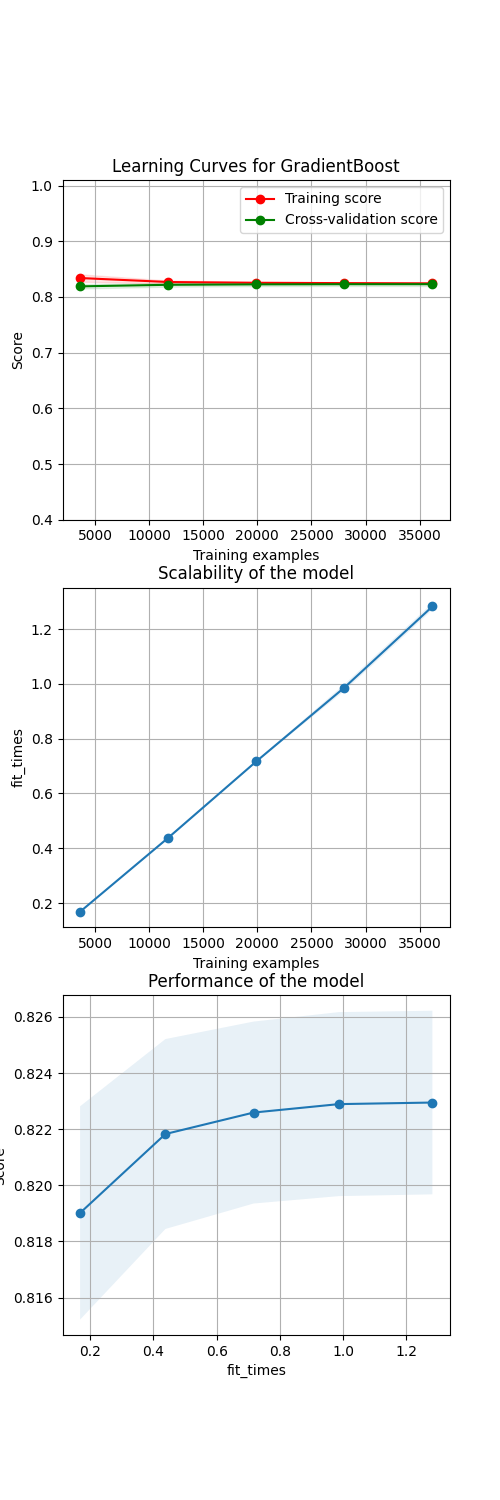 Learning Curves for GradientBoost
1.0
0.9
0.8
0.7
0.6
0.5
0.4
Score
Training score
Cross-validation score
5000 10000 15000 20000 25000 30000 35000
Training examples
Scalability of the model
1.2
1.0
0.8
0.6
0.4
0.2
fit_times
5000 10000 15000 20000 25000 30000 35000
Training examples
Performance of the model
0.826
0.824
0.822
0.820
0.818
0.816
Score
0.2 0.4 0.6 0.8 1.0 1.2
fit_times